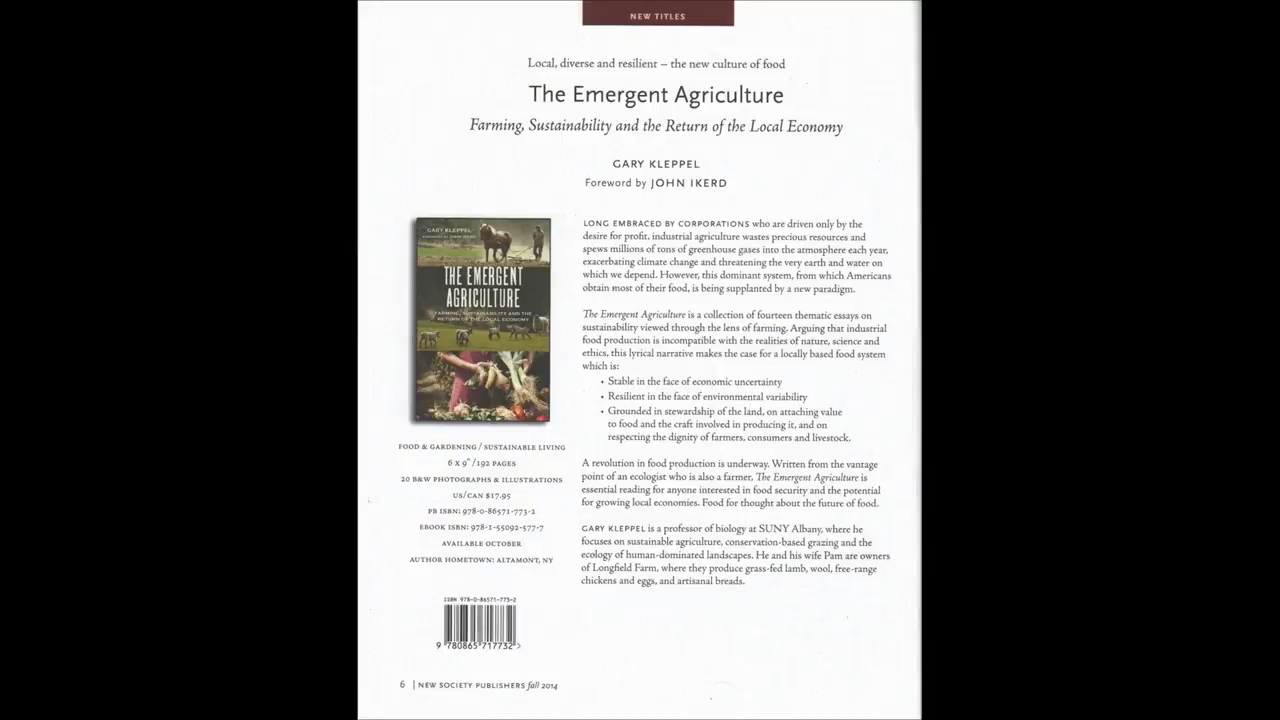 NEW TITLES
Local, diverse and resilient – the new culture of food
The Emergent Agriculture
Farming, Sustainability and the Return of the Local Economy
GARY KLEPPEL
Foreword by JOHN IKERD
GARY KLEPPEL
THE EMERGENT
AGRICULTURE
FARMING, SUSTAINABILITY AND THE
RETURN OF THE LOCAL ECONOMY
FOOD & GARDENING / SUSTAINABLE LIVING
6 X 9" /192 PAGES
20 B&W PHOTOGRAPHS & ILLUSTRATIONS
US/CAN $17.95
PB ISBN: 978-0-86571-773-2
EBOOK ISBN: 978-1-55092-577-7
AVAILABLE OCTOBER
AUTHOR HOMETOWN: ALTAMONT, NY
ISBN 978-0-86571-773-2
9 780865 717732 >
LONG EMBRACED BY CORPORATIONS who are driven only by the
desire for profit, industrial agriculture wastes precious resources and
spews millions of tons of greenhouse gases into the atmosphere each year,
exacerbating climate change and threatening the very earth and water on
which we depend. However, this dominant system, from which Americans
obtain most of their food, is being supplanted by a new paradigm.
The Emergent Agriculture is a collection of fourteen thematic essays on
sustainability viewed through the lens of farming. Arguing that industrial
food production is incompatible with the realities of nature, science and
ethics, this lyrical narrative makes the case for a locally based food system
which is:
• Stable in the face of economic uncertainty
• Resilient in the face of environmental variability
• Grounded in stewardship of the land, on attaching value
to food and the craft involved in producing it, and on
respecting the dignity of farmers, consumers and livestock.
A revolution in food production is underway. Written from the vantage
point of an ecologist who is also a farmer, The Emergent Agriculture is
essential reading for anyone interested in food security and the potential
for growing local economies. Food for thought about the future of food.
GARY KLEPPEL is a professor of biology at SUNY Albany, where he
focuses on sustainable agriculture, conservation-based grazing and the
ecology of human-dominated landscapes. He and his wife Pam are owners
of Longfield Farm, where they produce grass-fed lamb, wool, free-range
chickens and eggs, and artisanal breads.
6 | NEW SOCIETY PUBLISHERS fall 2014